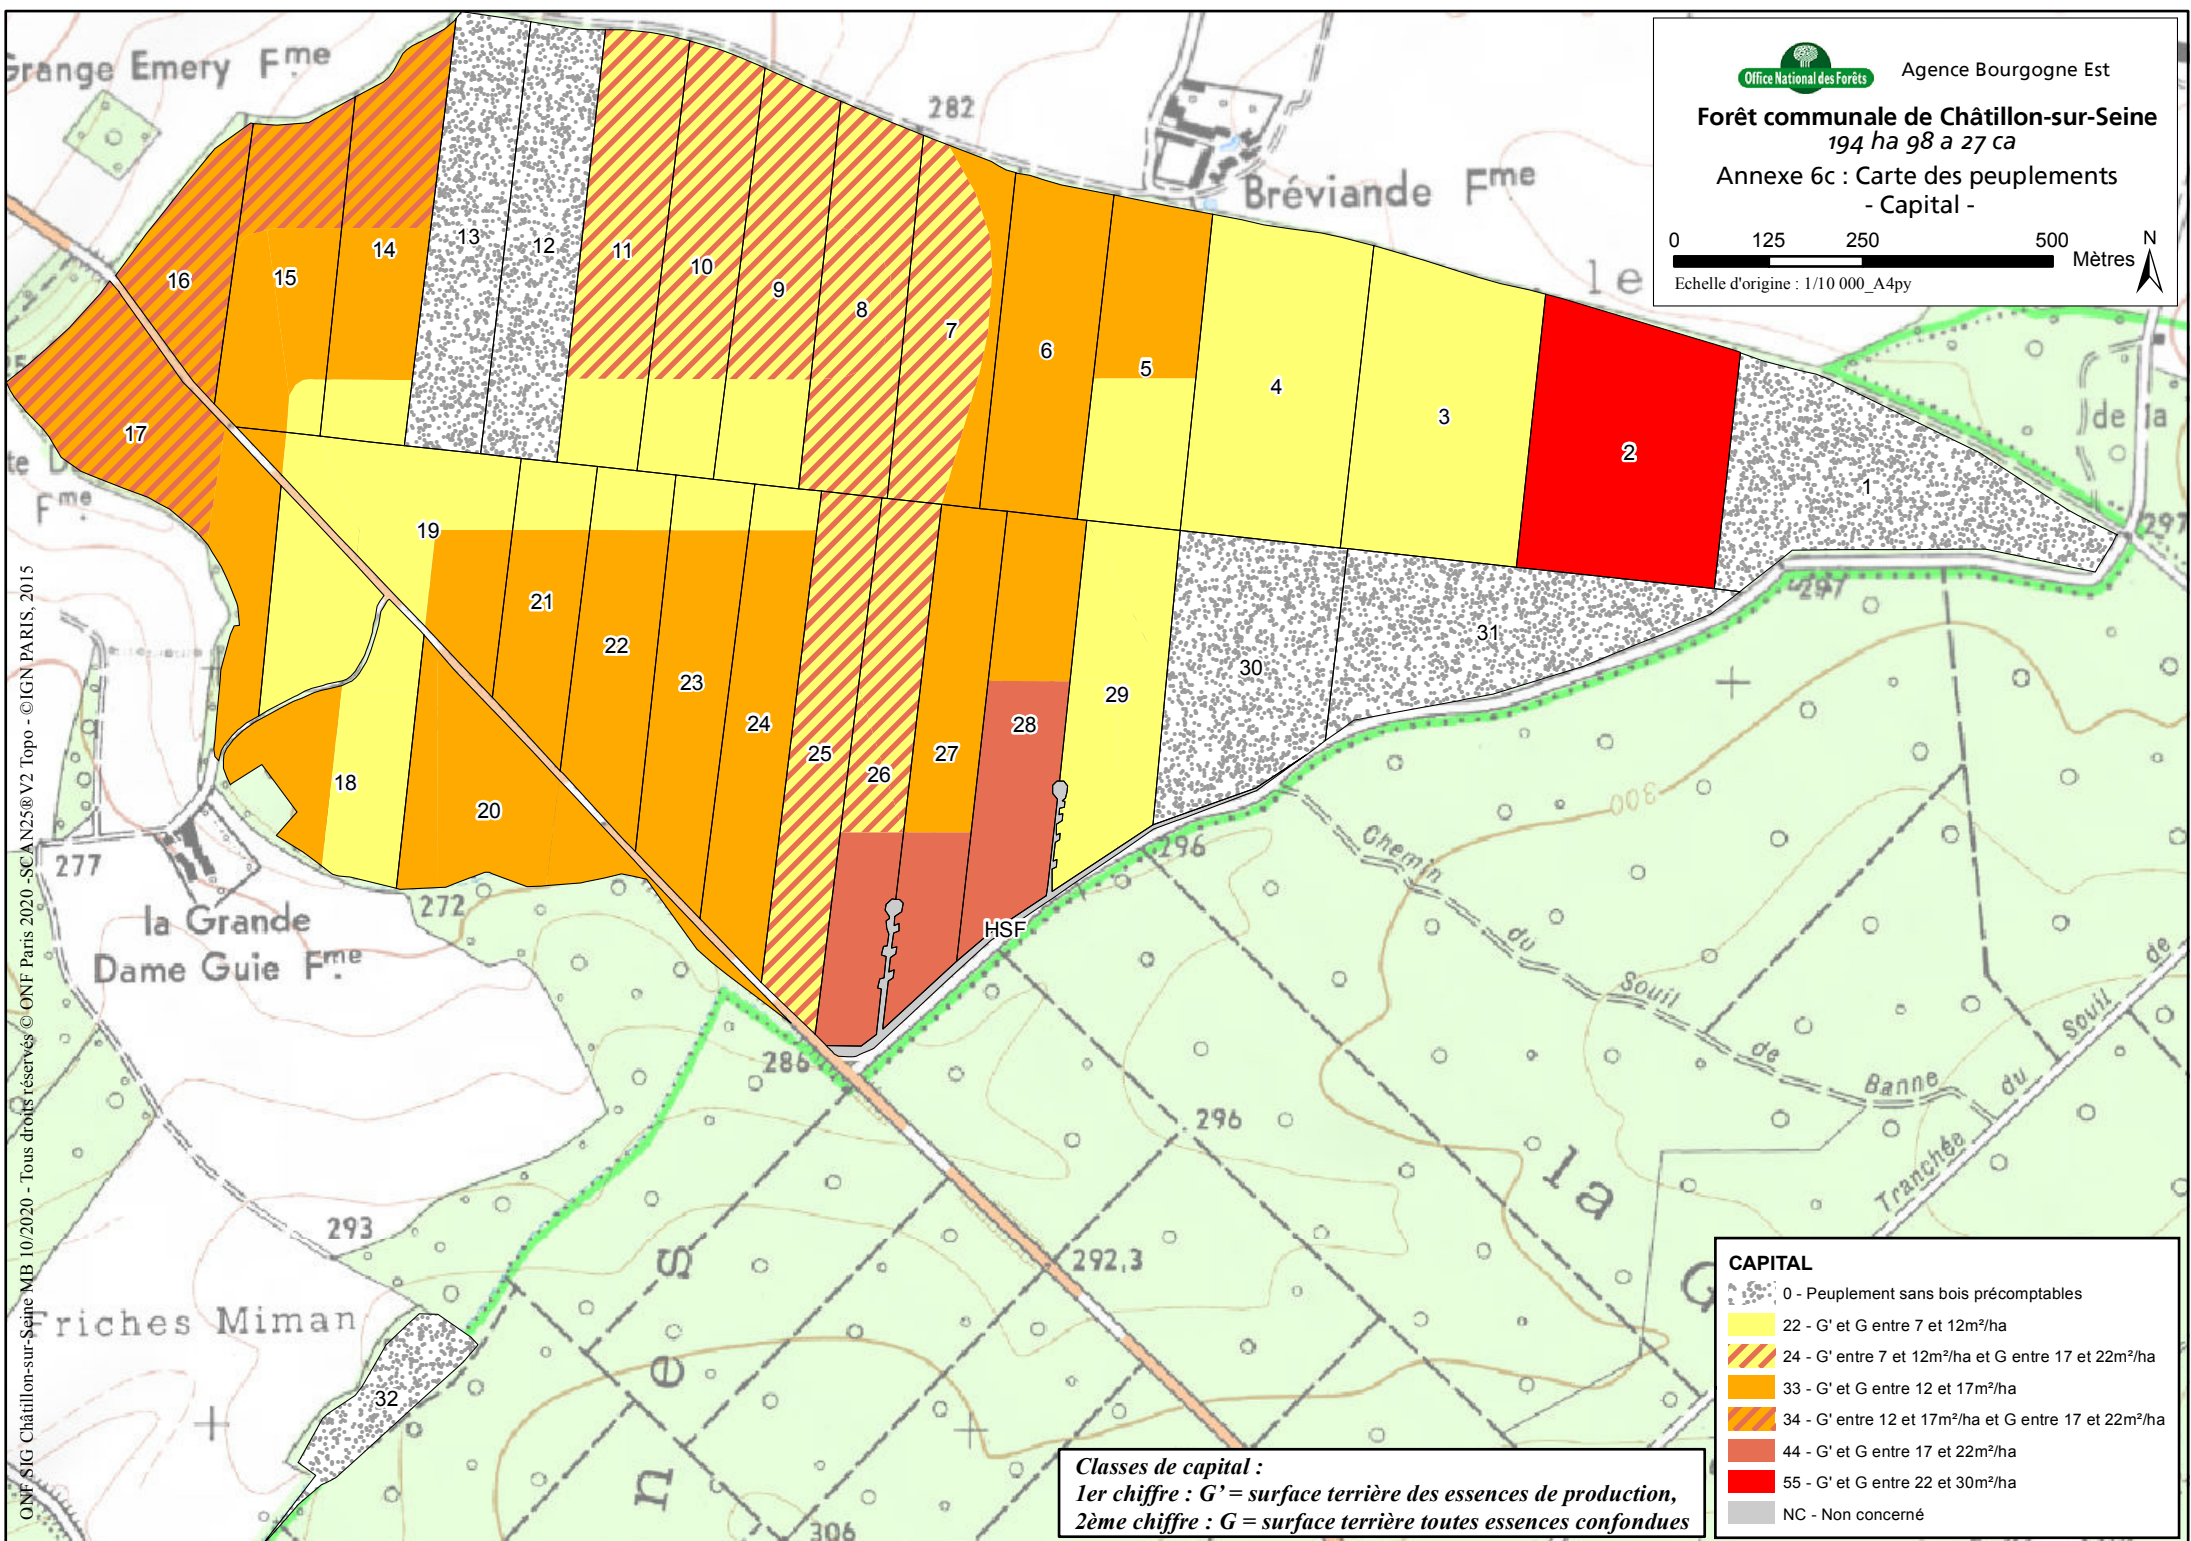 Office National des Forêts
Agence Bourgogne Est
Forêt communale de Châtillon-sur-Seine
194 ha 98 a 27 ca
Annexe 6c : Carte des peuplements
- Capital -
0 125 250 500
Mètres
N
Echelle d'origine : 1/10 000_A4py
Grange Emery Fme
282
Bréviande Fme
le
de la
297
297
13
12
11
10
9
8
7
6
5
4
3
2
1
14
15
16
17
Fme
19
21
22
23
24
25
26
27
28
29
30
31
18
20
HSF
277
la Grande
Dame Guie Fme
272
286
296
296
300
Chemin
du
Souil
de
Banne
Tranchée
du
Souil
de
la
G
293
292,3
Friches Miman
32
n e s
306
ONF SIG Châtillon-sur-Seine MB 10/2020 - Tous droits réservés © ONF Paris 2020 -SCAN25®V2 Topo - ©IGN PARIS, 2015
Classes de capital :
1er chiffre : G' = surface terrière des essences de production,
2ème chiffre : G = surface terrière toutes essences confondues
CAPITAL
0 - Peuplement sans bois précomptables
22 - G' et G entre 7 et 12m²/ha
24 - G' entre 7 et 12m²/ha et G entre 17 et 22m²/ha
33 - G' et G entre 12 et 17m²/ha
34 - G' entre 12 et 17m²/ha et G entre 17 et 22m²/ha
44 - G' et G entre 17 et 22m²/ha
55 - G' et G entre 22 et 30m²/ha
NC - Non concerné